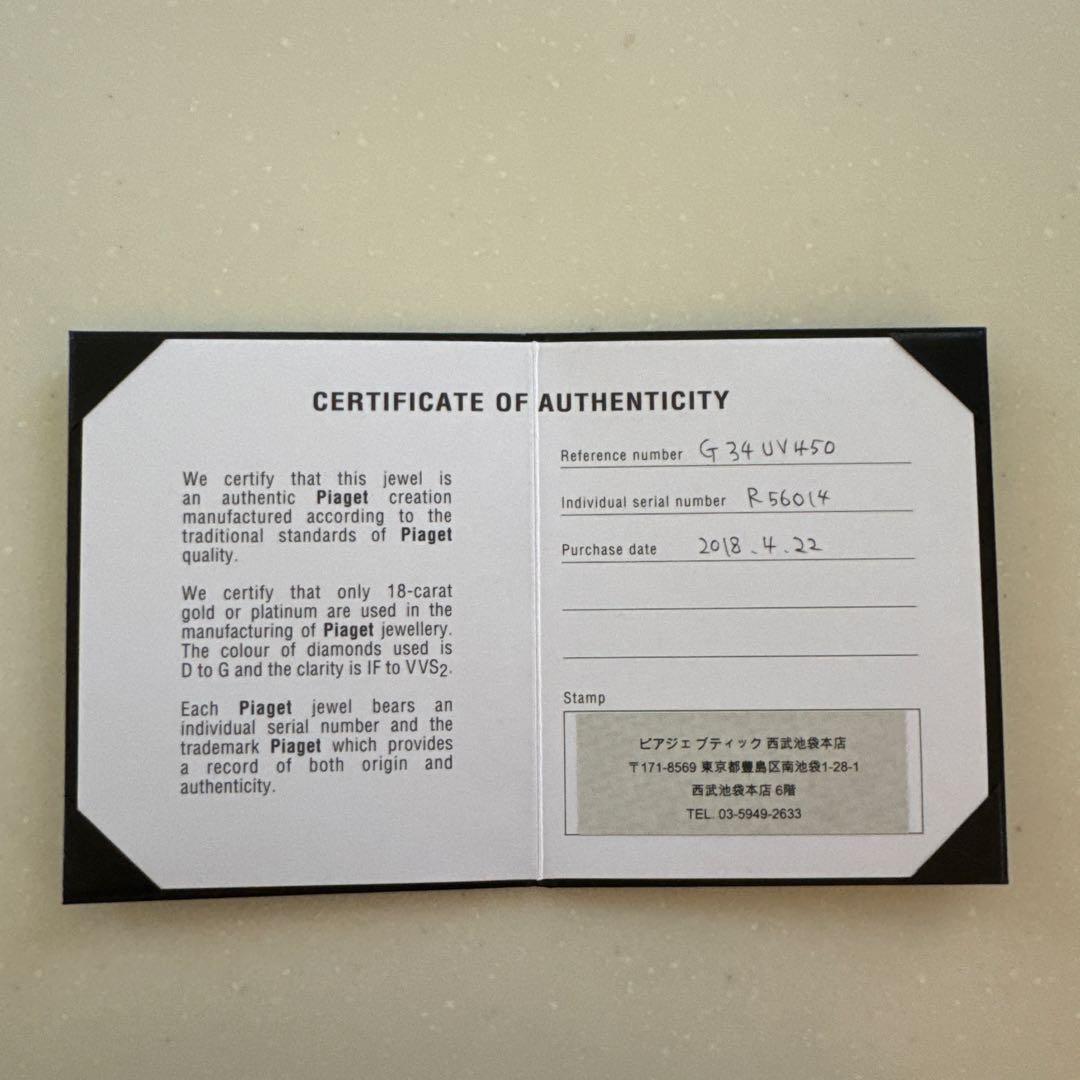 CERTIFICATE OF AUTHENTICITY
We certify that this jewel is
an authentic Piaget creation
manufactured according to the
traditional standards of Piaget
quality.
We certify that only 18-carat
gold or platinum are used in the
manufacturing of Piaget jewellery.
The colour of diamonds used is
D to G and the clarity is IF to VVS2.
Each Piaget jewel bears an
individual serial number and the
trademark Piaget which provides
a record of both origin and
authenticity.
Reference number G34UV450
Individual serial number R56014
Purchase date 2018.4.22
Stamp
ピアジェ ブティック 西武池袋本店
〒171-8569 東京都豊島区南池袋1-28-1
西武池袋本店 6階
TEL. 03-5949-2633